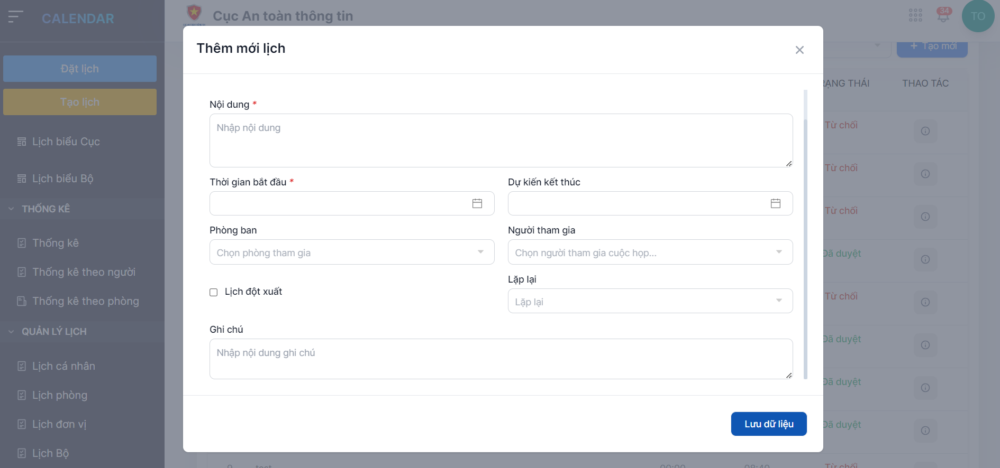 CALENDAR
Cục An toàn thông tin
34
TO
Đặt lịch
Tạo lịch
Lịch biểu Cục
Lịch biểu Bộ
THỐNG KÊ
Thống kê
Thống kê theo người
Thống kê theo phòng
QUẢN LÝ LỊCH
Lịch cá nhân
Lịch phòng
Lịch đơn vị
Lịch Bộ
Thêm mới lịch
Nội dung *
Nhập nội dung
Thời gian bắt đầu *
Dự kiến kết thúc
Phòng ban
Người tham gia
Chọn phòng tham gia
Chọn người tham gia cuộc họp...
Lịch đột xuất
Lặp lại
Lặp lại
Ghi chú
Nhập nội dung ghi chú
Lưu dữ liệu
+ Tạo mới
RẠNG THÁI
THAO TÁC
Từ chối
Từ chối
Từ chối
Đã duyệt
Từ chối
Đã duyệt
Đã duyệt
Đã duyệt
9 test 00:00 08:40 Từ chối